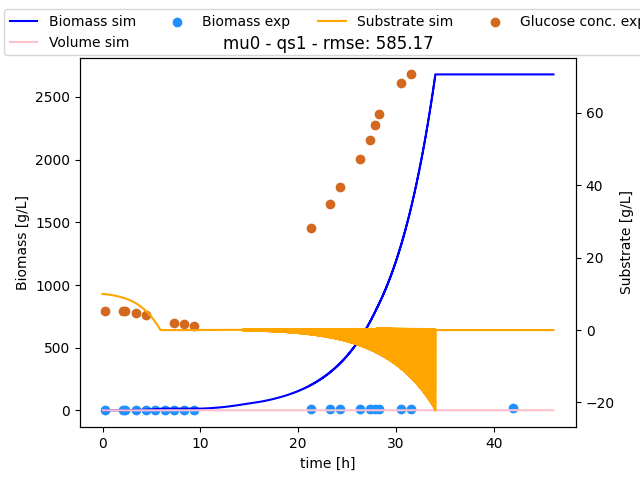 Biomass sim Biomass exp Substrate sim Glucose conc. exp
Volume sim
mu0 - qs1 - rmse: 585.17
2500
2000
1500
1000
500
0
Biomass [g/L]
60
40
20
0
−20
Substrate [g/L]
0 10 20 30 40
time [h]